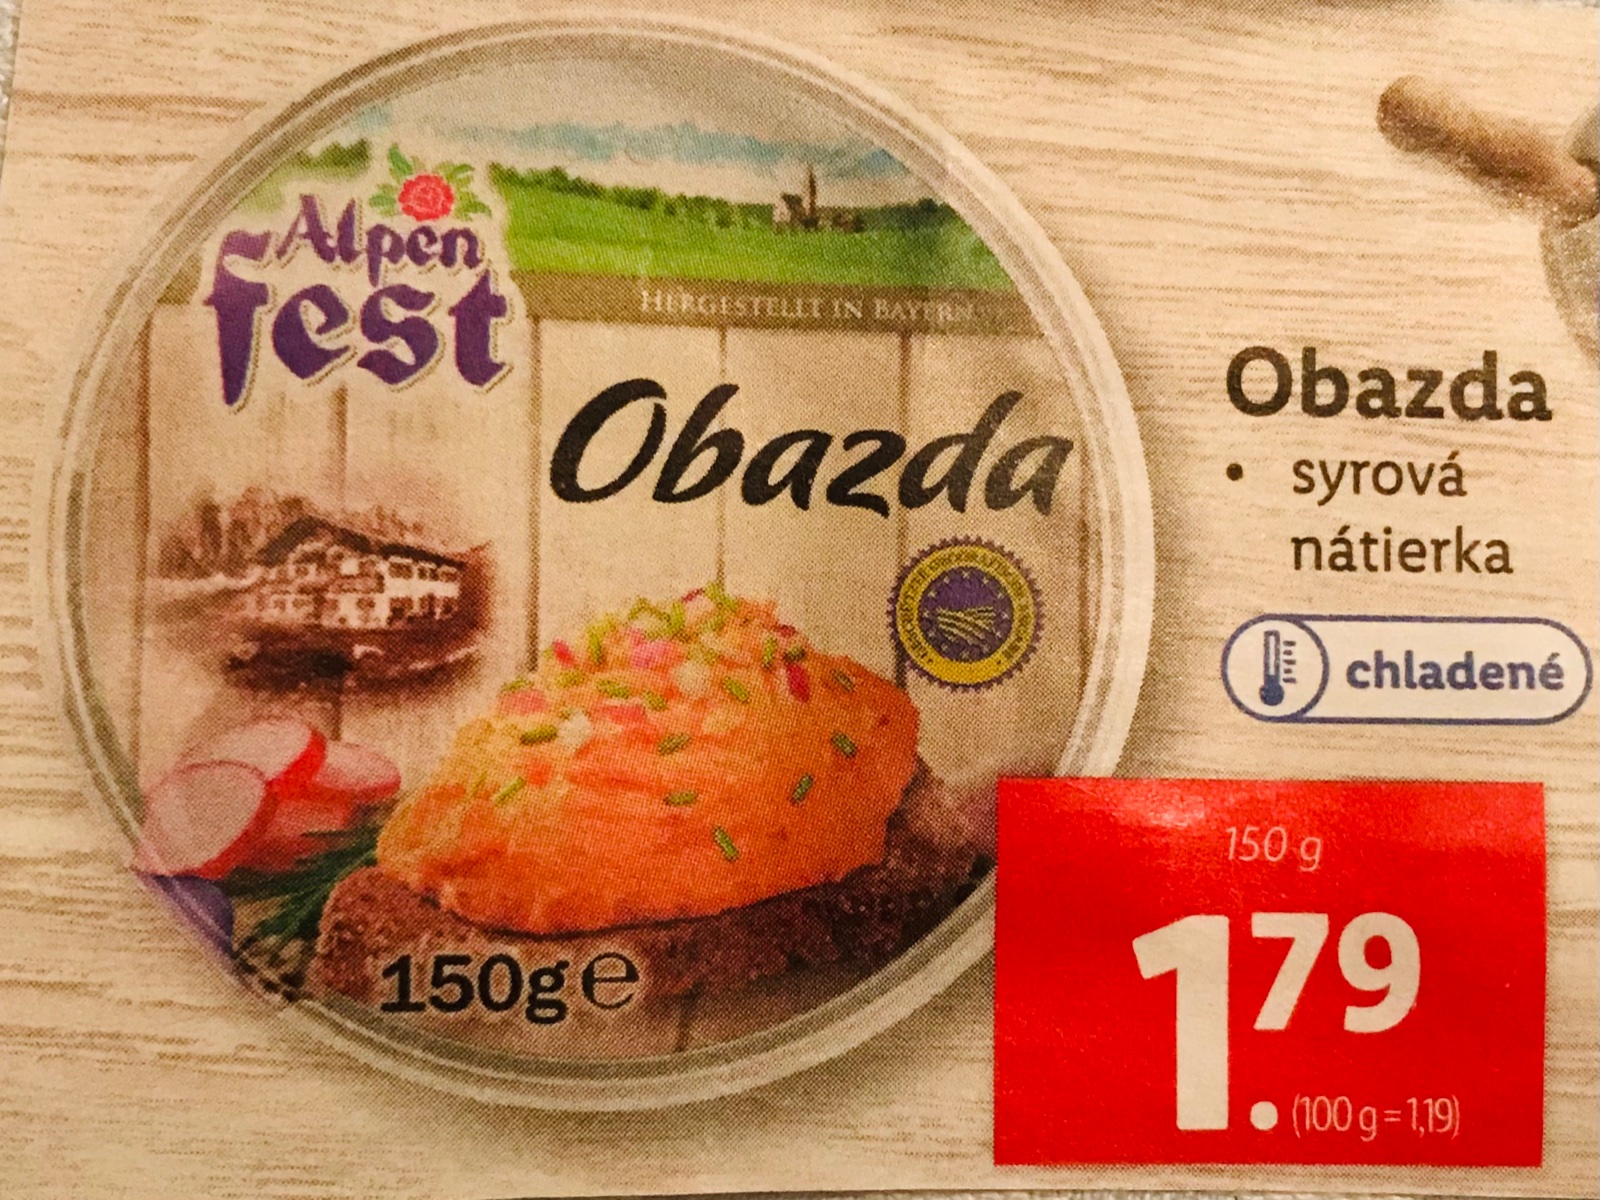 Alpen
fest
HERGESTELLT IN BAYERN
Obazda
150g℮
Obazda
• syrová
nátierka
chladené
150 g
1.79
(100 g = 1,19)